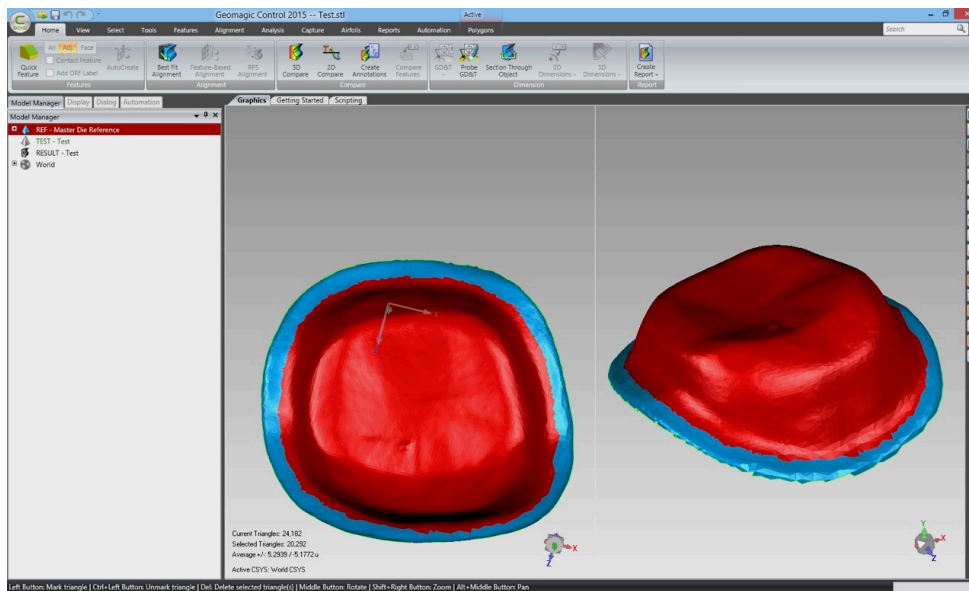 Geomagic Control 2015 -- Test.stl
Active
Home View Select Tools Features Alignment Analysis Capture Airfoils Reports Automation Polygons
Search
All Face
Contact Feature
Add DRF Label
Quick Feature
AutoCreate
Best Fit Alignment
Feature-Based Alignment
RPS Alignment
3D Compare
2D Compare
Create Annotations
Compare Features
GD&T
Probe GD&T
Section Through Object
2D Dimensions
3D Dimensions
Create Report
Features Alignment Compare Dimension Report
Model Manager Display Dialog Automation
Graphics Getting Started Scripting
Model Manager
REF - Master Die Reference
TEST - Test
RESULT - Test
World
X
Current Triangles: 24,182
Selected Triangles: 20,292
Average +/-: 5.2939 /-5.1772 u
Active CSYS: World CSYS
X
Z
Y
X
Z
Left Button: Mark triangle | Ctrl+Left Button: Unmark triangle | Del: Delete selected triangle(s) | Middle Button: Rotate | Shift+Right Button: Zoom | Alt+Middle Button: Pan